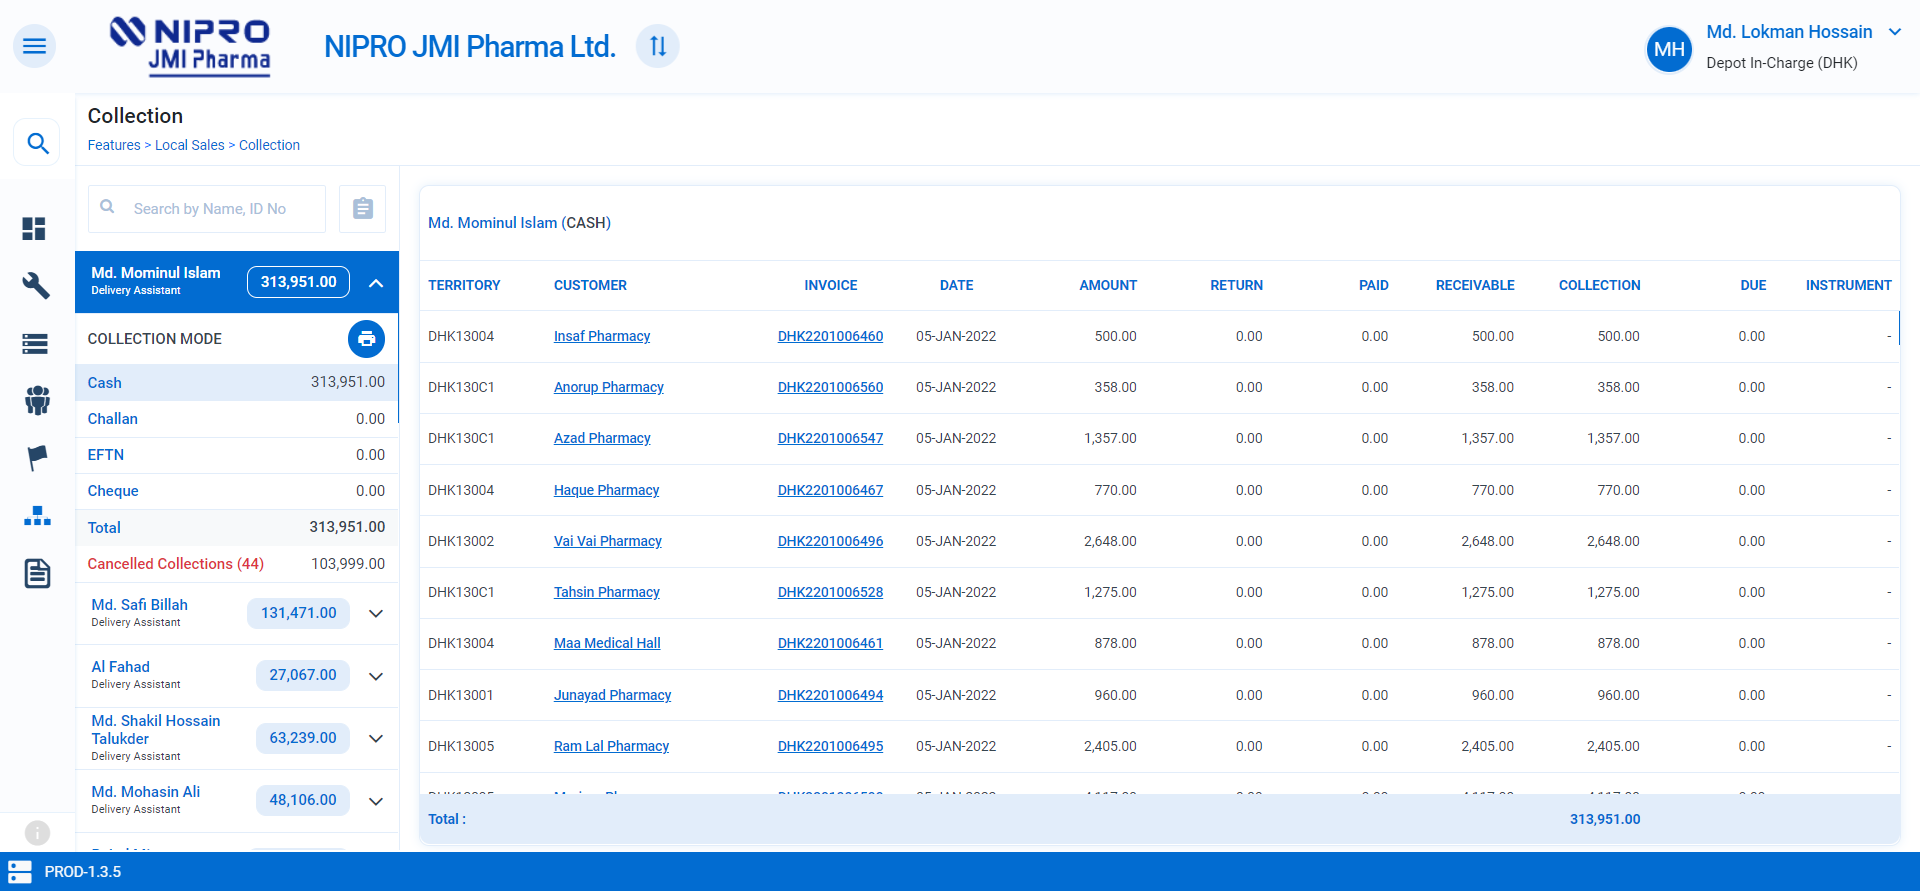 NIPRO
JMI Pharma
NIPRO JMI Pharma Ltd.
MH
Md. Lokman Hossain
Depot In-Charge (DHK)
Collection
Features > Local Sales > Collection
Search by Name, ID No
Md. Mominul Islam
Delivery Assistant
313,951.00
COLLECTION MODE
Cash 313,951.00
Challan 0.00
EFTN 0.00
Cheque 0.00
Total 313,951.00
Cancelled Collections (44) 103,999.00
Md. Safi Billah
Delivery Assistant
131,471.00
Al Fahad
Delivery Assistant
27,067.00
Md. Shakil Hossain
Talukder
Delivery Assistant
63,239.00
Md. Mohasin Ali
Delivery Assistant
48,106.00
Md. Mominul Islam (CASH)
TERRITORY CUSTOMER INVOICE DATE AMOUNT RETURN PAID RECEIVABLE COLLECTION DUE INSTRUMENT
DHK13004 Insaf Pharmacy DHK2201006460 05-JAN-2022 500.00 0.00 0.00 500.00 500.00 0.00 -
DHK130C1 Anorup Pharmacy DHK2201006560 05-JAN-2022 358.00 0.00 0.00 358.00 358.00 0.00 -
DHK130C1 Azad Pharmacy DHK2201006547 05-JAN-2022 1,357.00 0.00 0.00 1,357.00 1,357.00 0.00 -
DHK13004 Haque Pharmacy DHK2201006467 05-JAN-2022 770.00 0.00 0.00 770.00 770.00 0.00 -
DHK13002 Vai Vai Pharmacy DHK2201006496 05-JAN-2022 2,648.00 0.00 0.00 2,648.00 2,648.00 0.00 -
DHK130C1 Tahsin Pharmacy DHK2201006528 05-JAN-2022 1,275.00 0.00 0.00 1,275.00 1,275.00 0.00 -
DHK13004 Maa Medical Hall DHK2201006461 05-JAN-2022 878.00 0.00 0.00 878.00 878.00 0.00 -
DHK13001 Junayad Pharmacy DHK2201006494 05-JAN-2022 960.00 0.00 0.00 960.00 960.00 0.00 -
DHK13005 Ram Lal Pharmacy DHK2201006495 05-JAN-2022 2,405.00 0.00 0.00 2,405.00 2,405.00 0.00 -
Total : 313,951.00
PROD-1.3.5